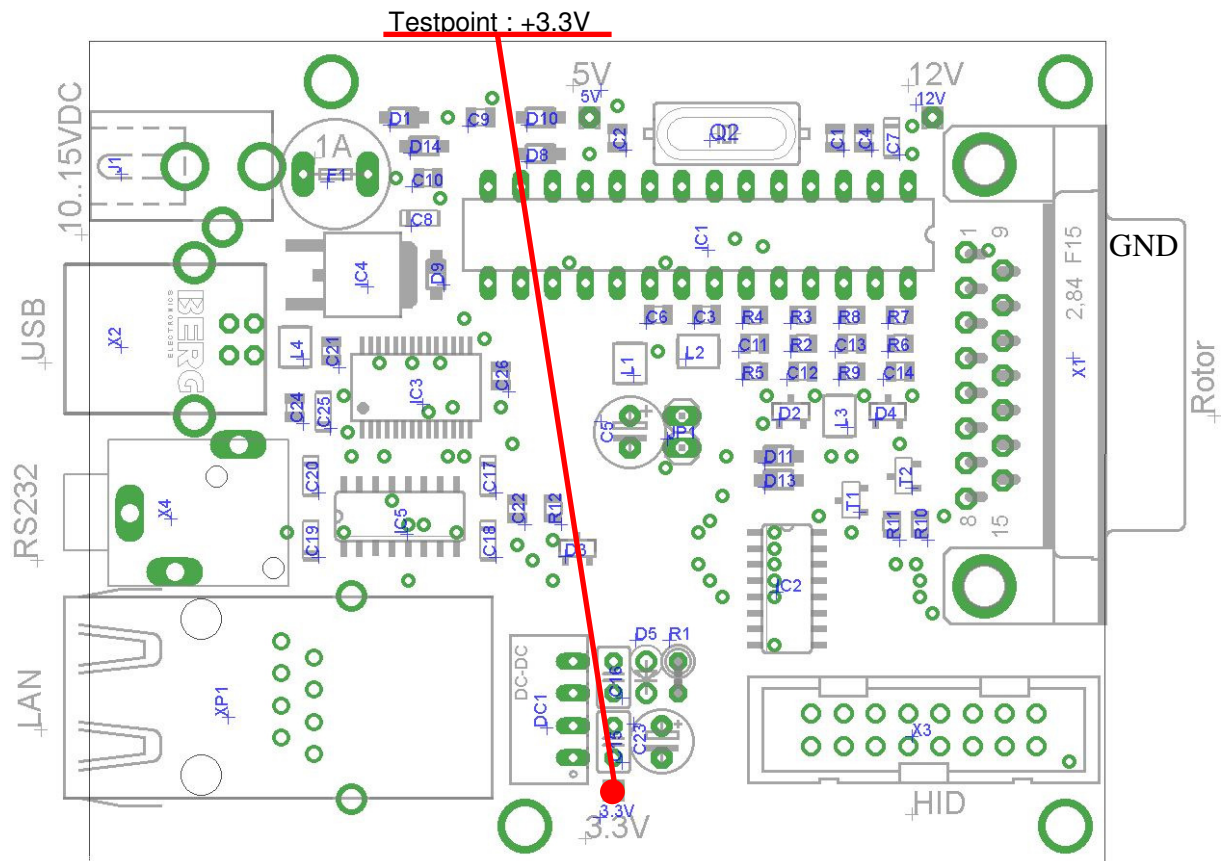 Testpoint : +3.3V
5V
12V
5V
12V
10..15VDC
J1
1A
F1
D1
C9
D10
C2
Q2
C1
C4
C7
D14
D8
C10
C8
IC1
IC4
D9
1
9
2,84 F15
GND
USB
X2
BERG
ELECTRONICS
L4
C21
IC3
C26
C24
C25
C6
C3
R4
R3
R8
R7
C11
R2
C13
R6
L1
L2
R5
C12
R9
C14
X1
Rotor
C5
JP1
D2
L3
D4
D11
D13
T2
T1
R11
R10
8
15
RS232
X4
C20
C17
C19
IC5
C18
C22
R12
D3
IC2
LAN
XP1
DC-DC
DC1
D5
R1
C16
C15
C23
X3
HID
3.3V
3.3V